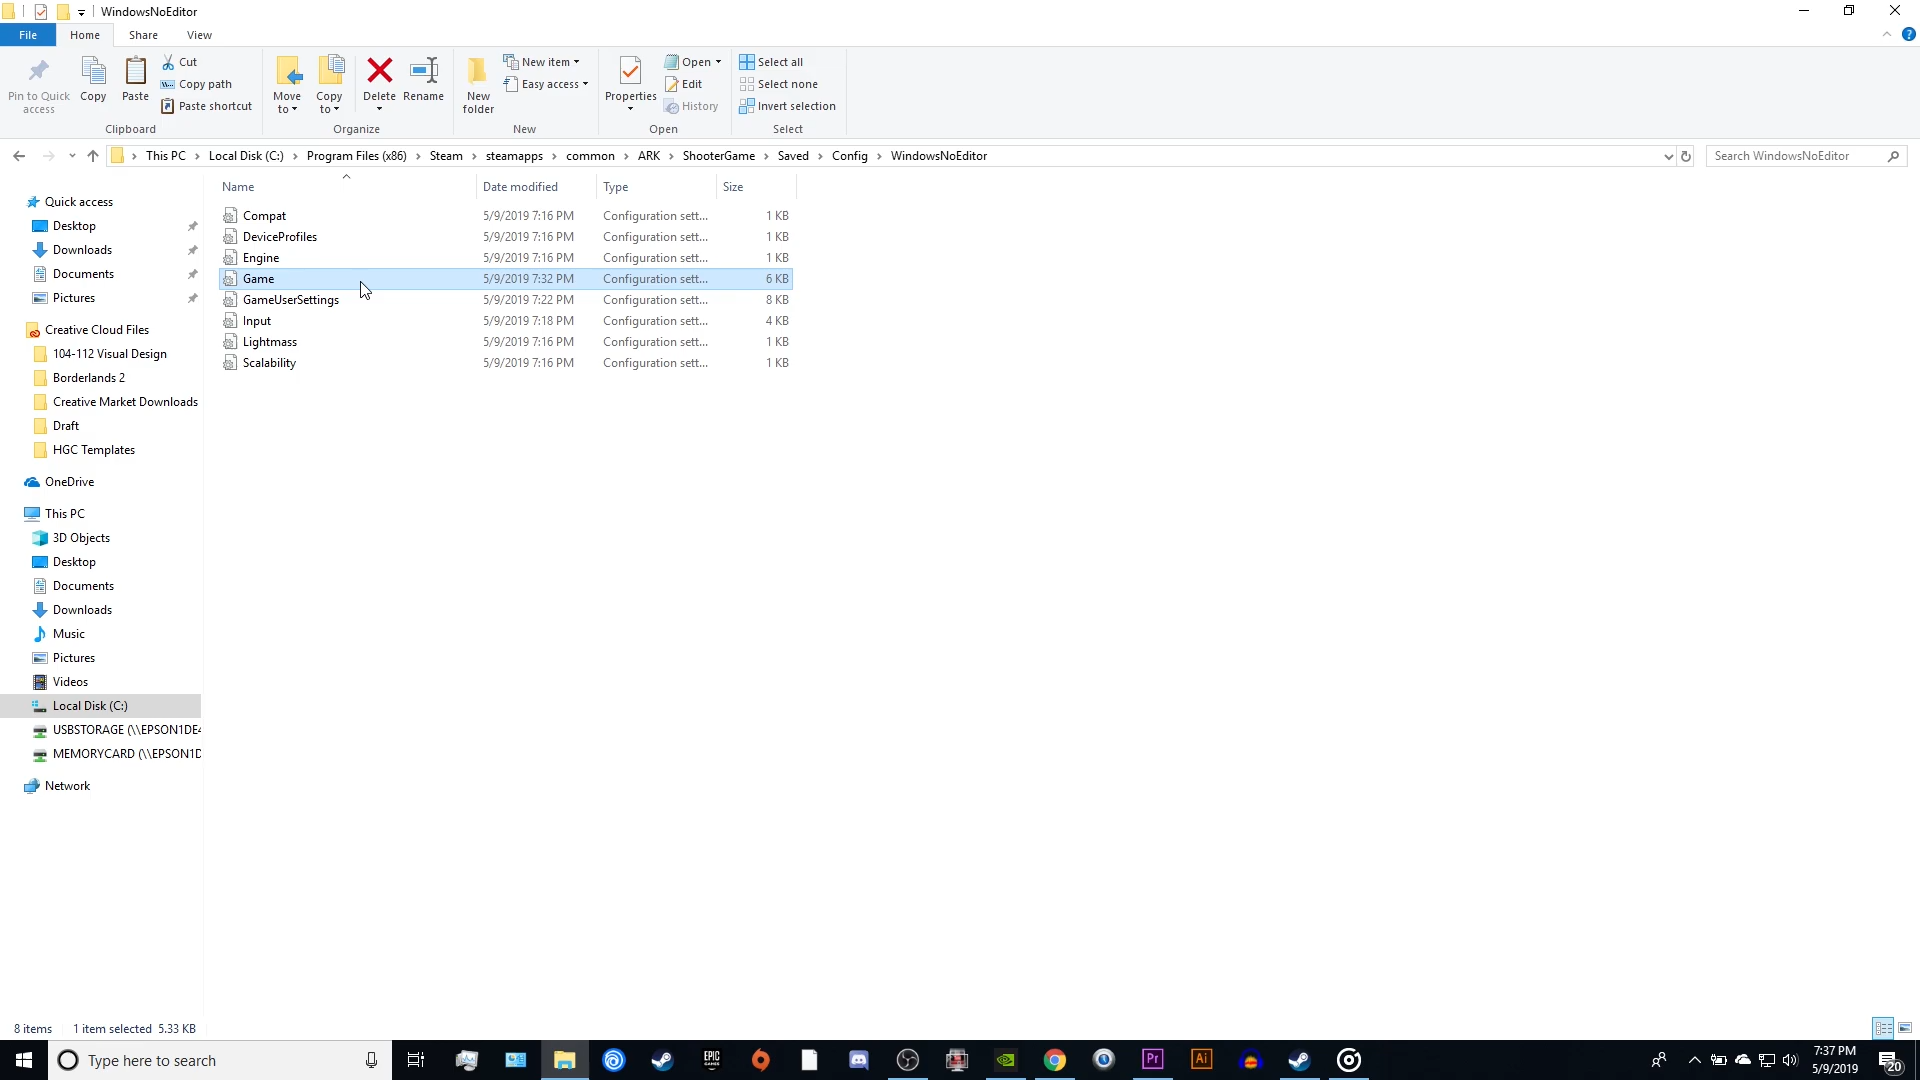 WindowsNoEditor
File Home Share View
Pin to Quick access
Copy
Paste
Cut
Copy path
Paste shortcut
Clipboard
Move to
Copy to
Delete
Rename
Organize
New folder
New item
Easy access
New
Properties
Open
Edit
History
Open
Select all
Select none
Invert selection
Select
This PC > Local Disk (C:) > Program Files (x86) > Steam > steamapps > common > ARK > ShooterGame > Saved > Config > WindowsNoEditor
Search WindowsNoEditor
Quick access
Desktop
Downloads
Documents
Pictures
Creative Cloud Files
104-112 Visual Design
Borderlands 2
Creative Market Downloads
Draft
HGC Templates
OneDrive
This PC
3D Objects
Desktop
Documents
Downloads
Music
Pictures
Videos
Local Disk (C:)
USBSTORAGE (\\EPSON1DE4
MEMORYCARD (\\EPSON1D
Network
Name Date modified Type Size
Compat 5/9/2019 7:16 PM Configuration sett... 1 KB
DeviceProfiles 5/9/2019 7:16 PM Configuration sett... 1 KB
Engine 5/9/2019 7:16 PM Configuration sett... 1 KB
Game 5/9/2019 7:32 PM Configuration sett... 6 KB
GameUserSettings 5/9/2019 7:22 PM Configuration sett... 8 KB
Input 5/9/2019 7:18 PM Configuration sett... 4 KB
Lightmass 5/9/2019 7:16 PM Configuration sett... 1 KB
Scalability 5/9/2019 7:16 PM Configuration sett... 1 KB
8 items 1 item selected 5.33 KB
Type here to search
EPIC GAMES
Pr
Ai
7:37 PM
5/9/2019
20